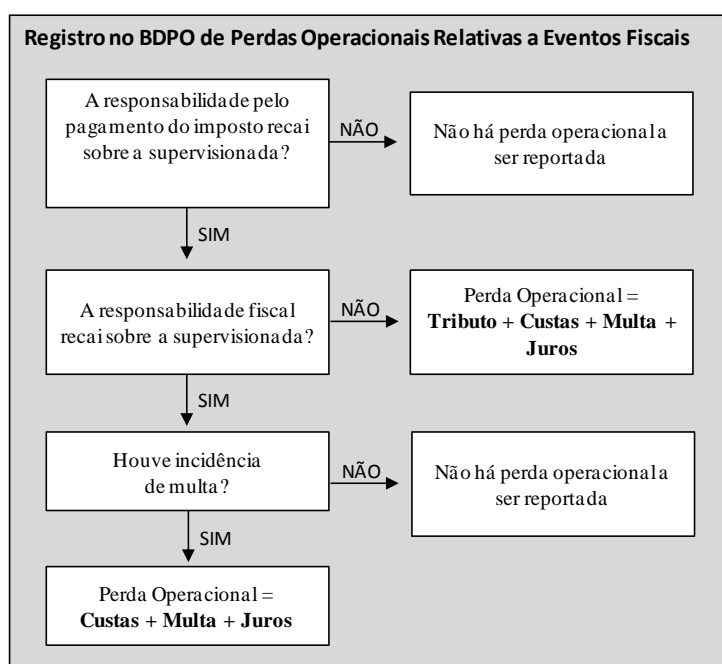 Registro no BDPO de Perdas Operacionais Relativas a Eventos Fiscais
A responsabilidade pelo
pagamento do imposto recai
sobre a supervisionada?
NÃO
Não há perda operacional a
ser reportada
SIM
A responsabilidade fiscal
recai sobre a supervisionada?
NÃO
Perda Operacional =
Tributo + Custas + Multa +
Juros
SIM
Houve incidência
de multa?
NÃO
Não há perda operacional a
ser reportada
SIM
Perda Operacional =
Custas + Multa + Juros